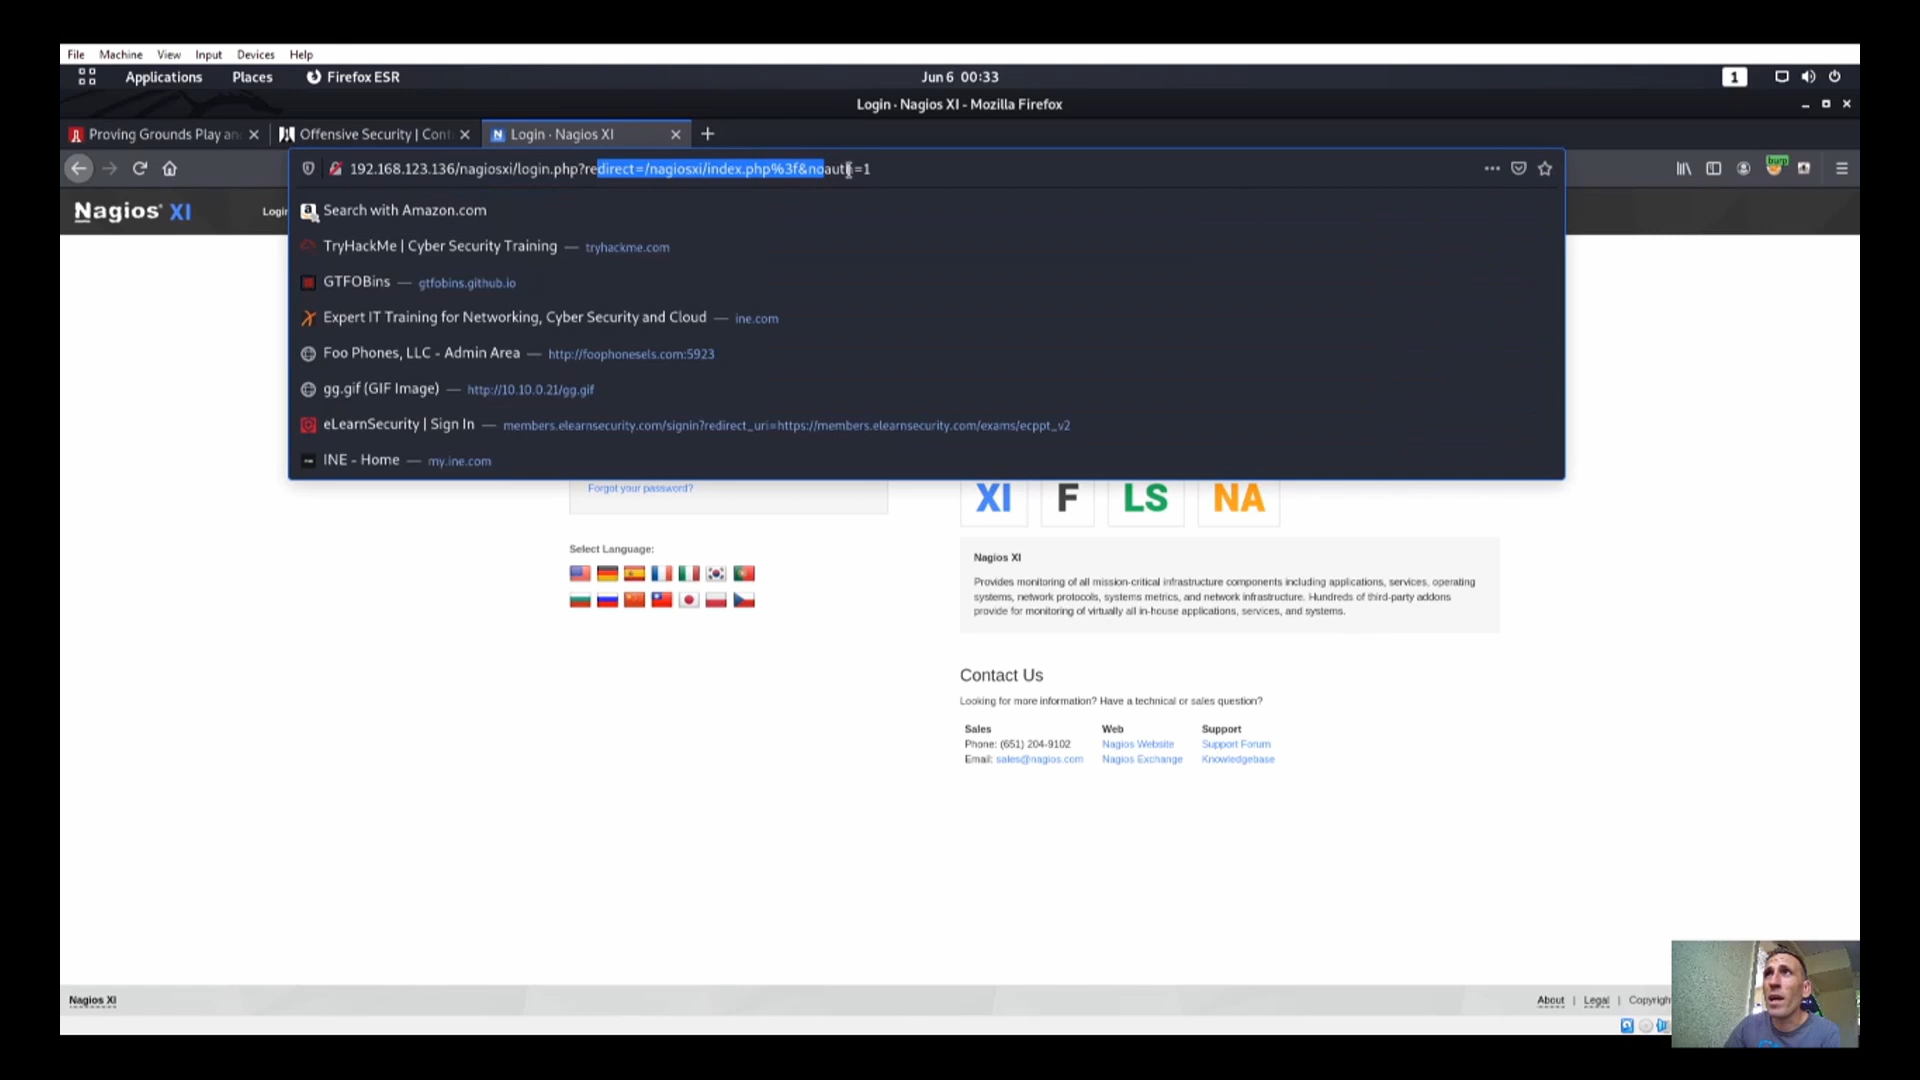 File Machine View Input Devices Help
Applications Places Firefox ESR Jun 6 00:33 1
Login · Nagios XI - Mozilla Firefox
Proving Grounds Play an Offensive Security | Cont Login · Nagios XI
192.168.123.136/nagiosxi/login.php?redirect=/nagiosxi/index.php%3f&noauth=1
burp
Nagios® XI Login
Search with Amazon.com
TryHackMe | Cyber Security Training — tryhackme.com
GTFOBins — gtfobins.github.io
Expert IT Training for Networking, Cyber Security and Cloud — ine.com
Foo Phones, LLC - Admin Area — http://foophonesels.com:5923
gg.gif (GIF Image) — http://10.10.0.21/gg.gif
eLearnSecurity | Sign In — members.elearnsecurity.com/signin?redirect_uri=https://members.elearnsecurity.com/exams/ecppt_v2
INE - Home — my.ine.com
Forgot your password?
XI F LS NA
Select Language:
Nagios XI
Provides monitoring of all mission-critical infrastructure components including applications, services, operating
systems, network protocols, systems metrics, and network infrastructure. Hundreds of third-party addons
provide for monitoring of virtually all in-house applications, services, and systems.
Contact Us
Looking for more information? Have a technical or sales question?
Sales Web Support
Phone: (651) 204-9102 Nagios Website Support Forum
Email: sales@nagios.com Nagios Exchange Knowledgebase
Nagios XI About | Legal | Copyrigh